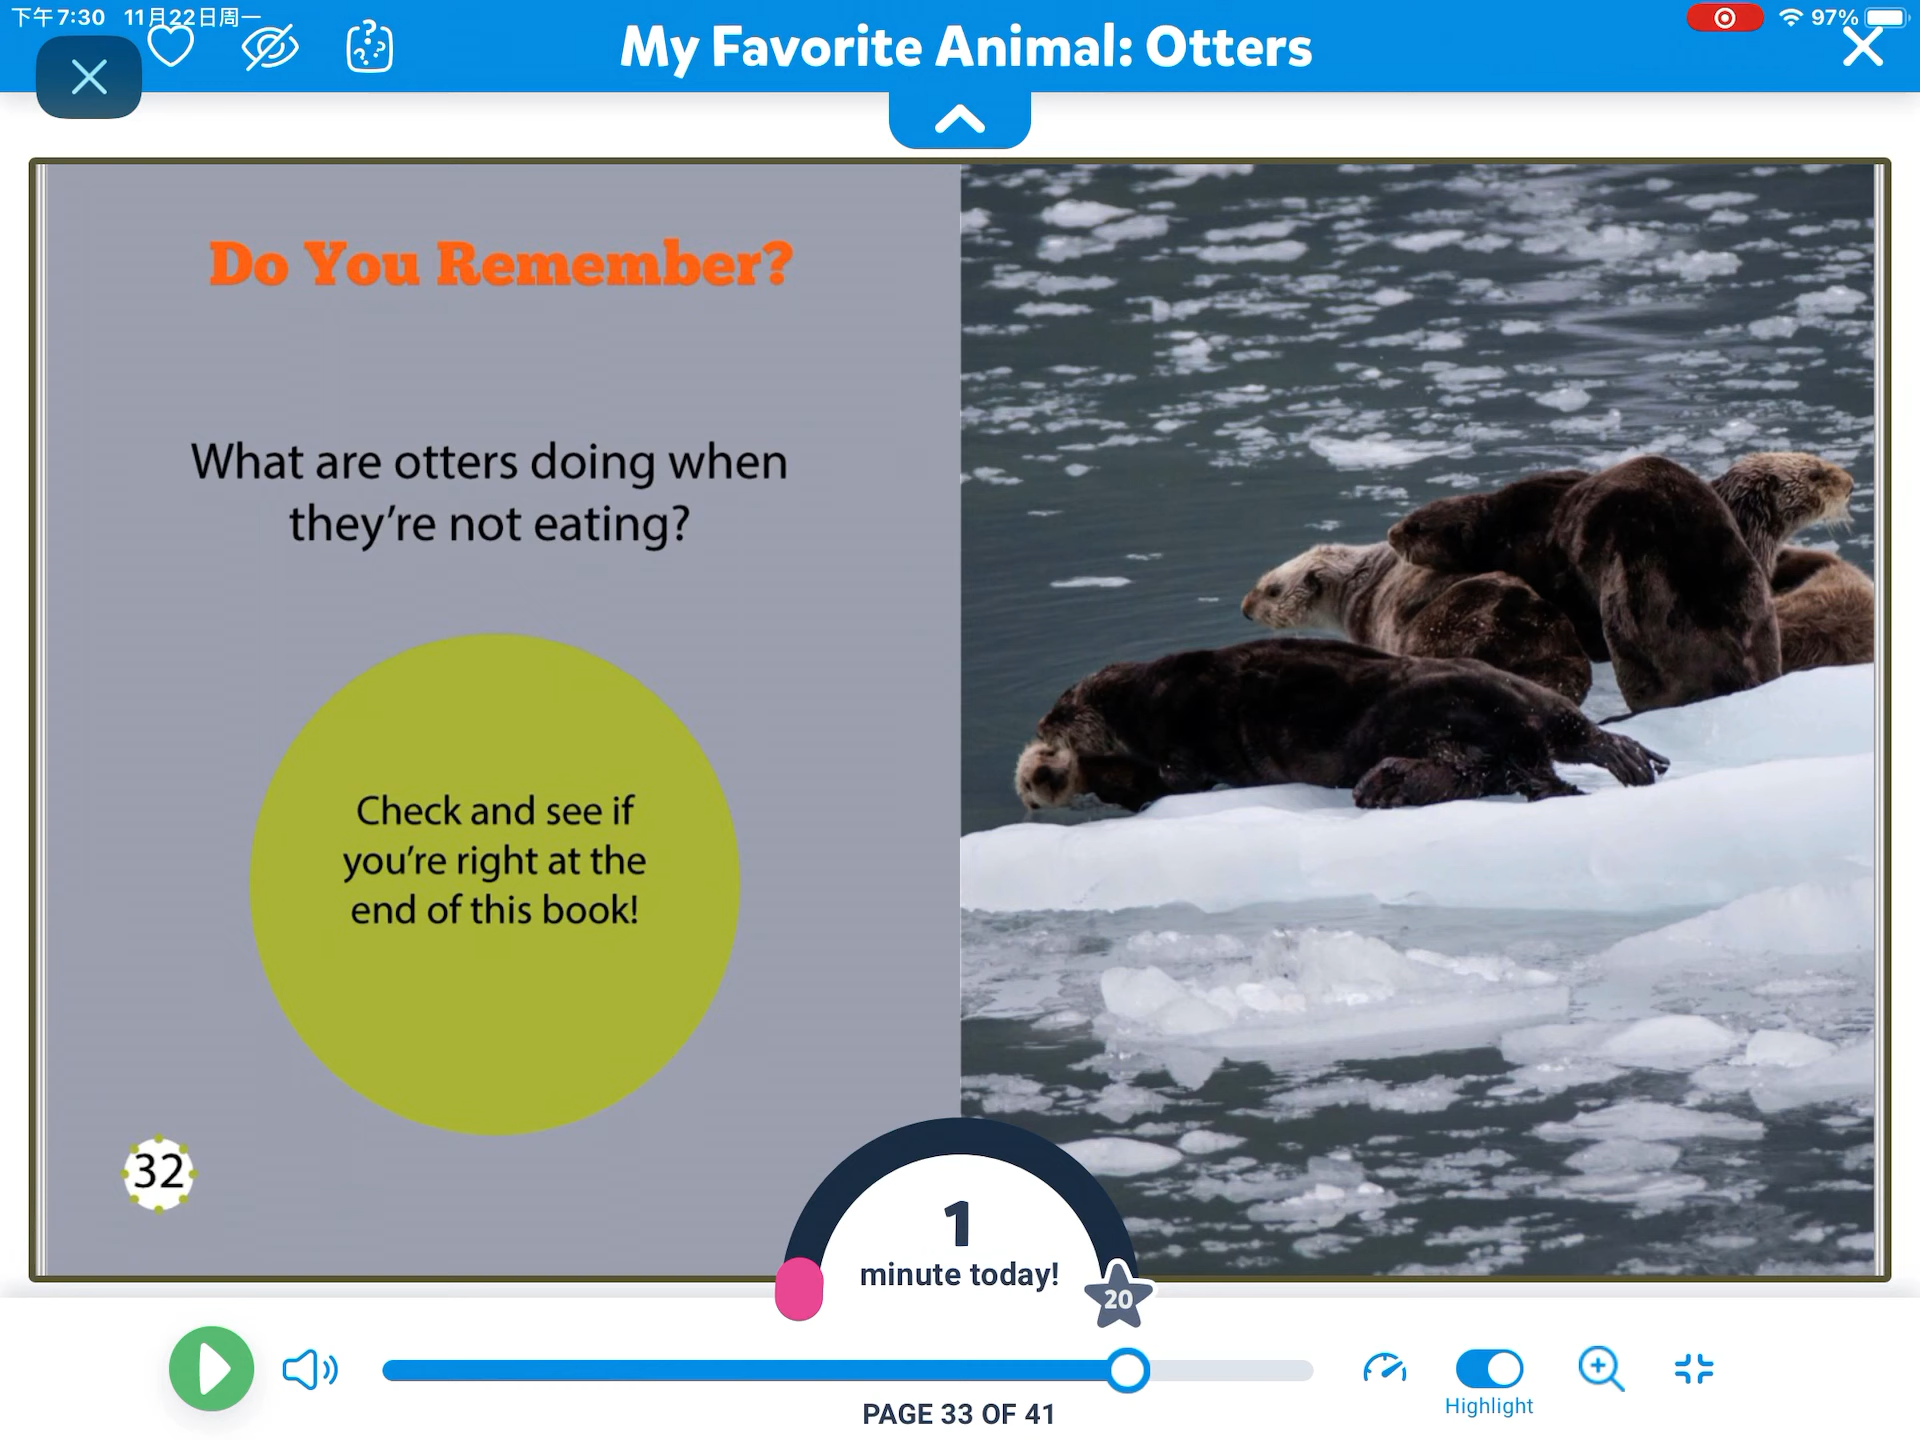 下午7:30 11月22日周一
97%
My Favorite Animal: Otters
Do You Remember?
What are otters doing when
they're not eating?
Check and see if
you're right at the
end of this book!
32
1
minute today!
20
PAGE 33 OF 41
Highlight